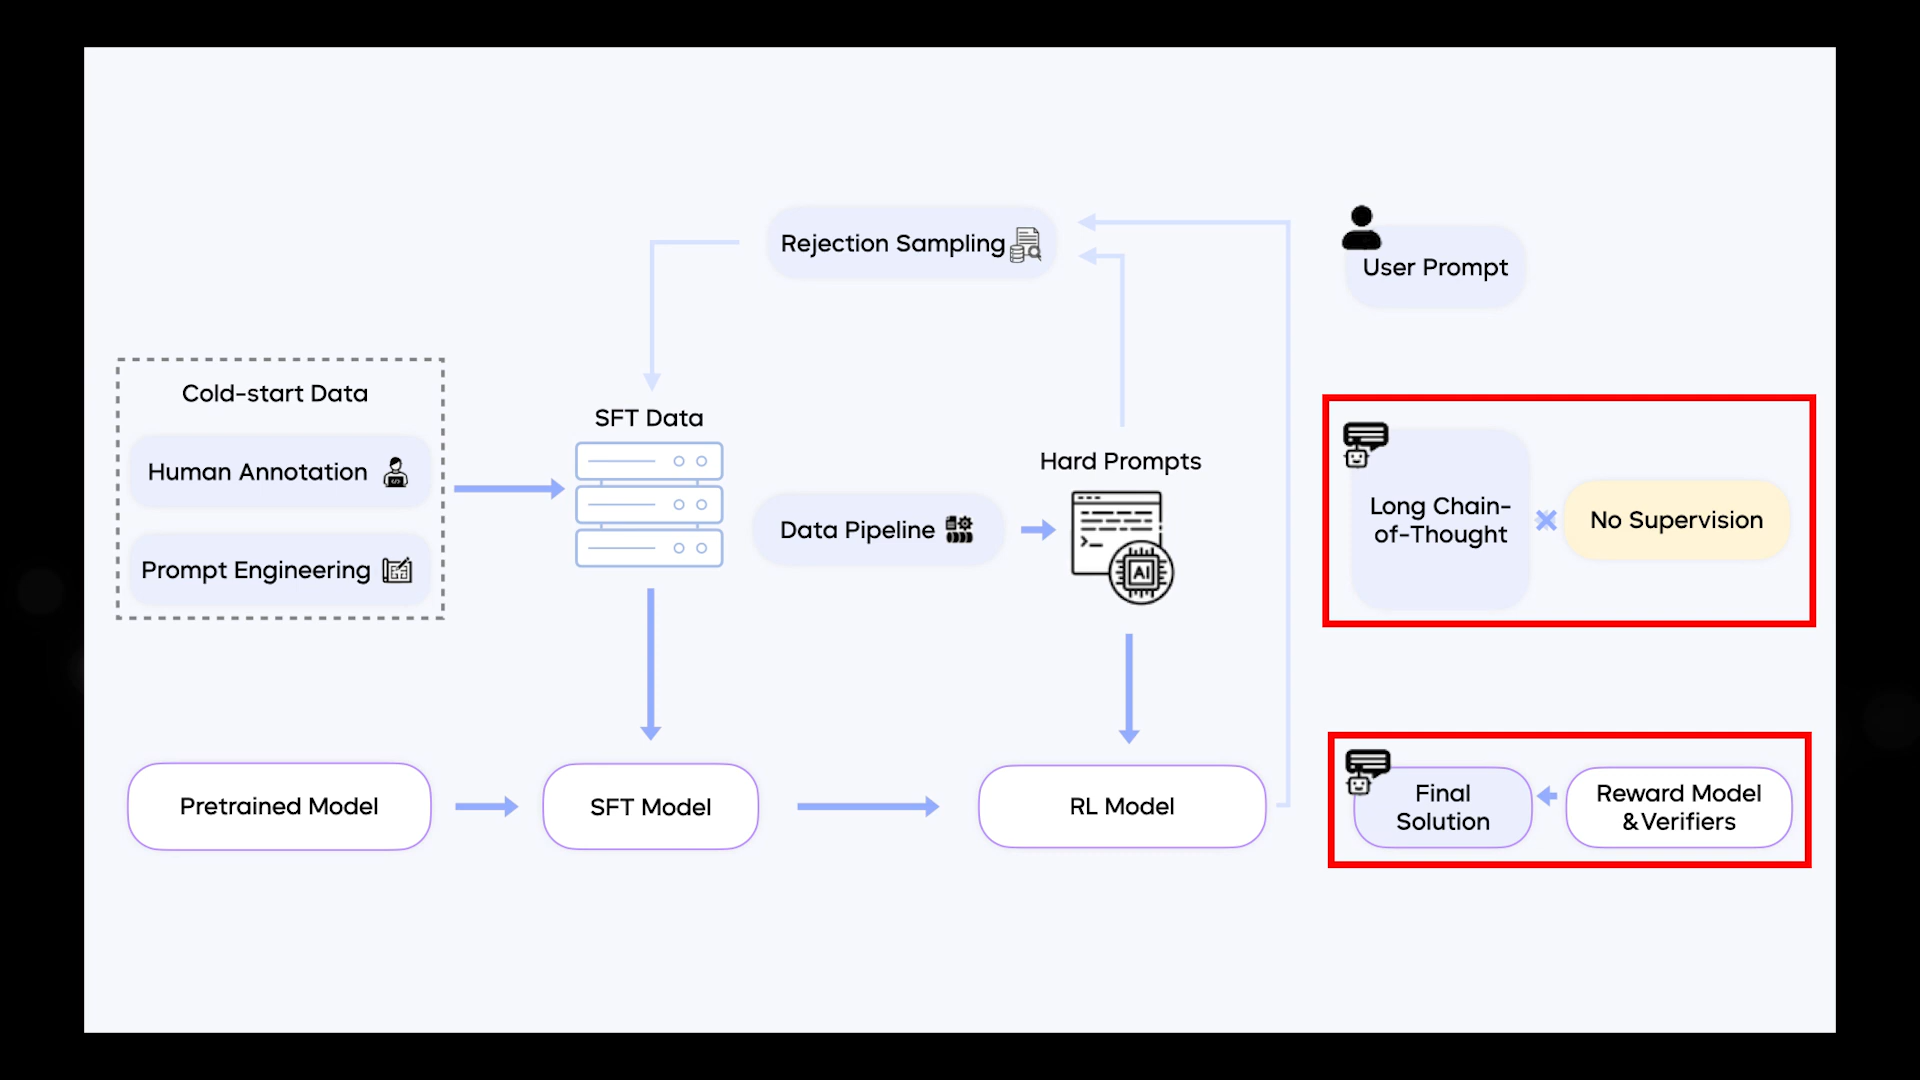 Rejection Sampling
User Prompt
Cold-start Data
Human Annotation
Prompt Engineering
SFT Data
Data Pipeline
Hard Prompts
AI
Long Chain-
of-Thought
No Supervision
Pretrained Model
SFT Model
RL Model
Final
Solution
Reward Model
&Verifiers